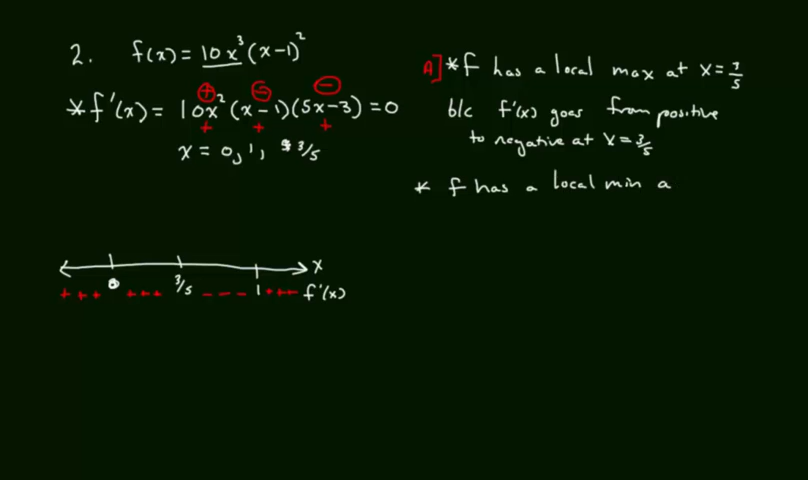 2. f(x) = 10x³(x-1)²
*f'(x) = 10x²(x-1)(5x-3) = 0
⊕ ⊖ ⊖
+ + +
x = 0, 1, 3/5
A] *f has a local max at x = 3/5
b/c f'(x) goes from positive
to negative at x = 3/5
* f has a local min a
x
+++ 0 +++ 3/5 --- 1 +++ f'(x)